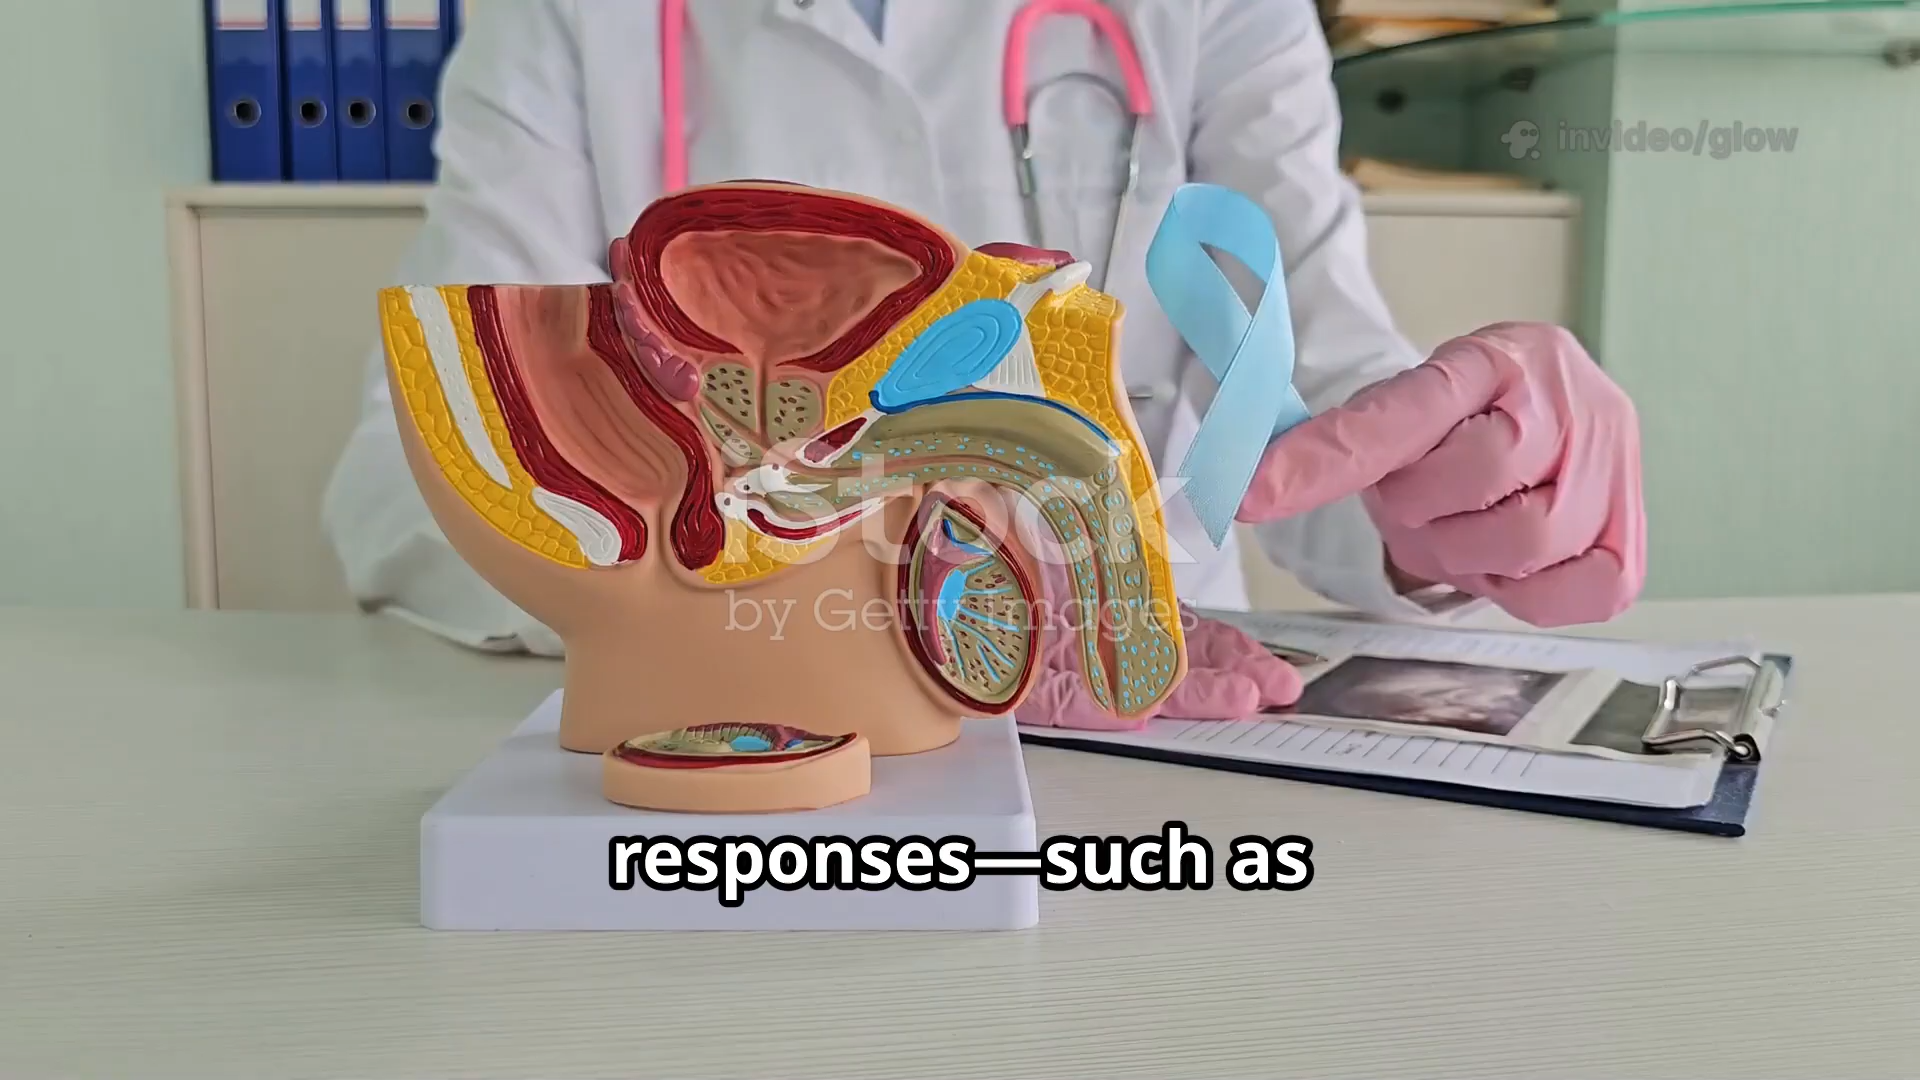 invideo/glow
iStock
by Getty Images
responses—such as